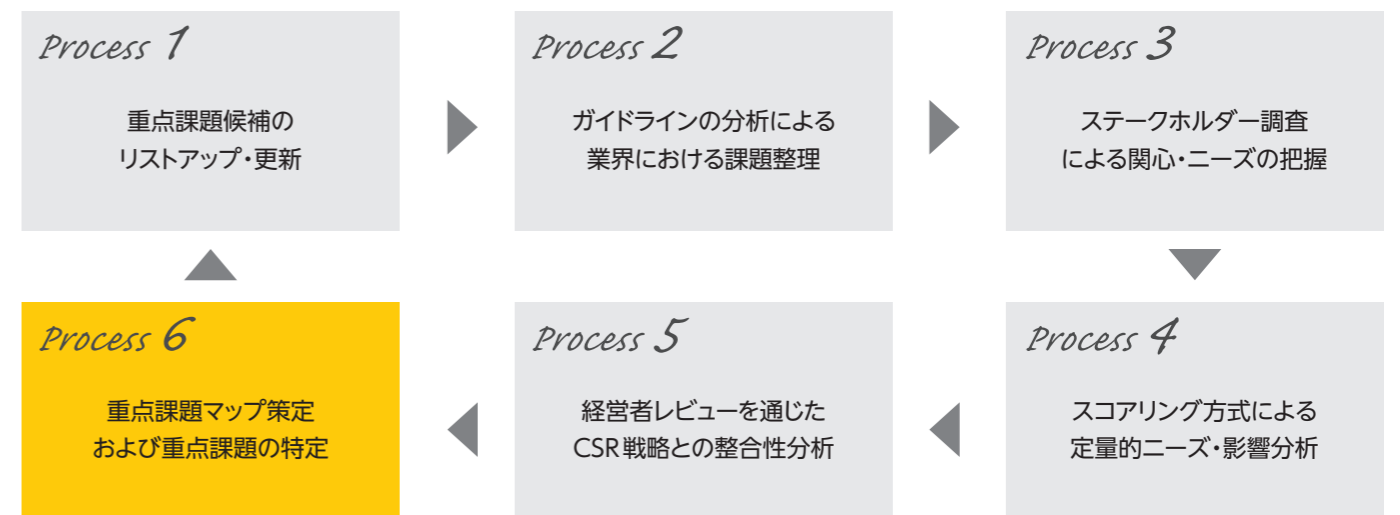 Process 1
重点課題候補の
リストアップ・更新
Process 2
ガイドラインの分析による
業界における課題整理
Process 3
ステークホルダー調査
による関心・ニーズの把握
Process 4
スコアリング方式による
定量的ニーズ・影響分析
Process 5
経営者レビューを通じた
CSR戦略との整合性分析
Process 6
重点課題マップ策定
および重点課題の特定